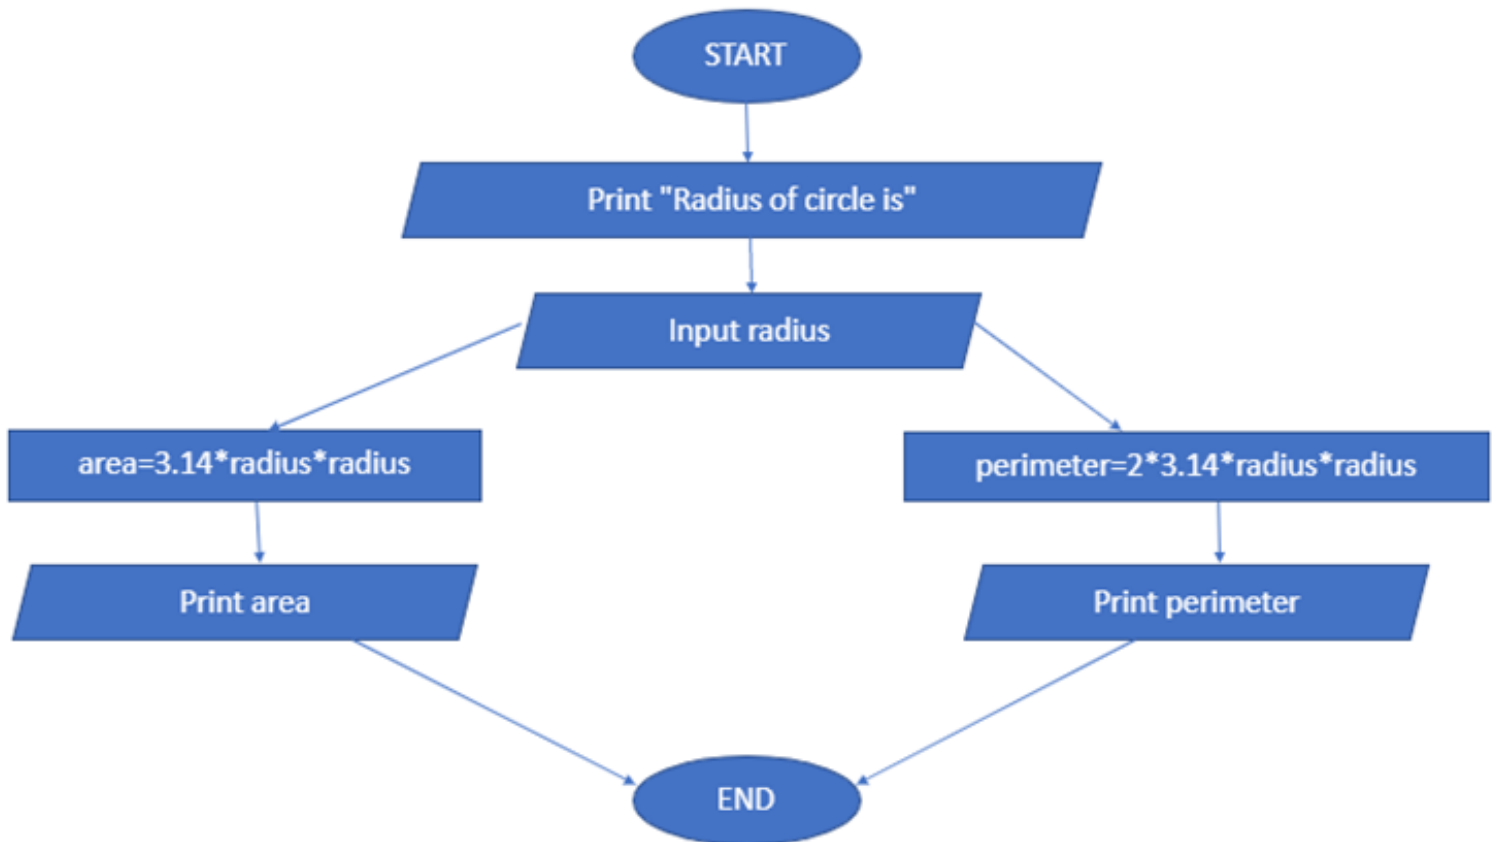 START
Print "Radius of circle is"
Input radius
area=3.14*radius*radius
perimeter=2*3.14*radius*radius
Print area
Print perimeter
END